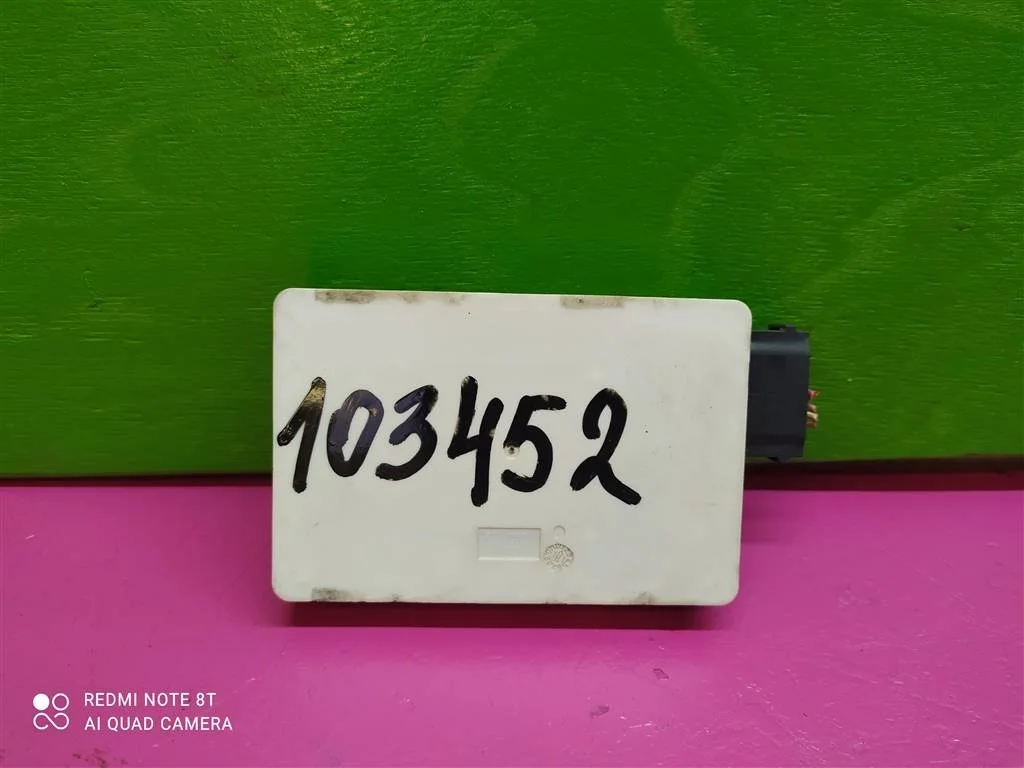 103452
REDMI NOTE 8T
AI QUAD CAMERA